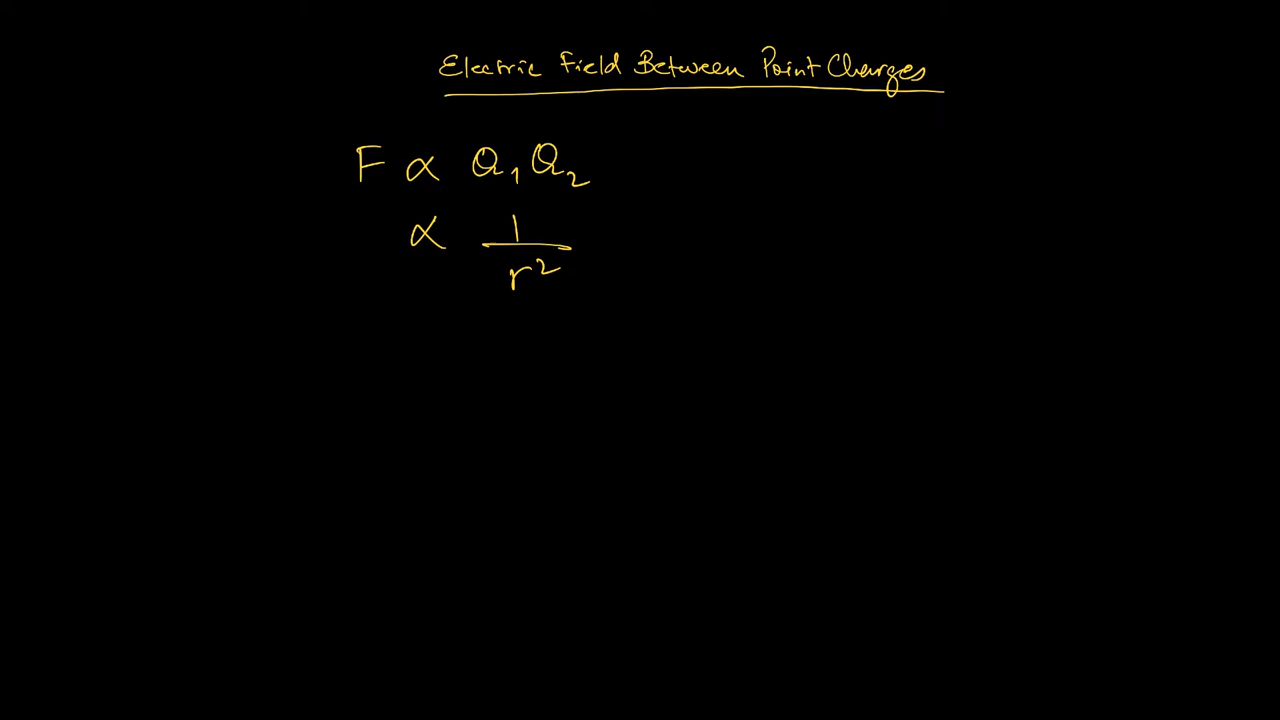 Electric Field Between Point Charges
F ∝ Q₁Q₂
∝ 1/r²